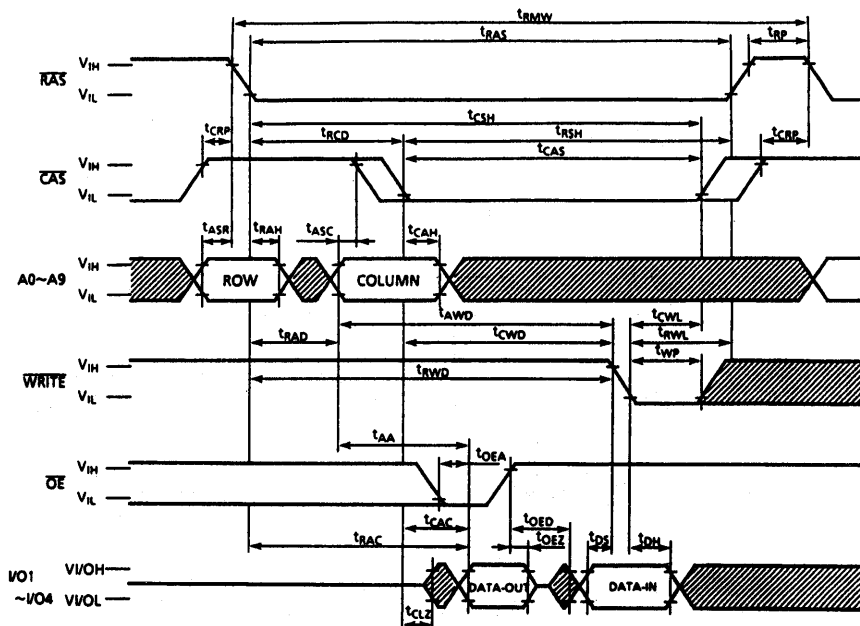 tRMW
tRAS tRP
RAS VIH
VIL
tCSH
tCRP tRCD tRSH tCRP
tCAS
CAS VIH
VIL
tASR tRAH tASC tCAH
A0~A9 VIH
VIL
ROW COLUMN
tAWD tCWL
tRAD tCWD tRWL
tWP
WRITE VIH
VIL
tRWD
tAA
tOEA
OE VIH
VIL
tCAC tOED
tRAC tOEZ tDS tDH
I/O1 VI/OH
~I/O4 VI/OL
DATA-OUT DATA-IN
tCLZ